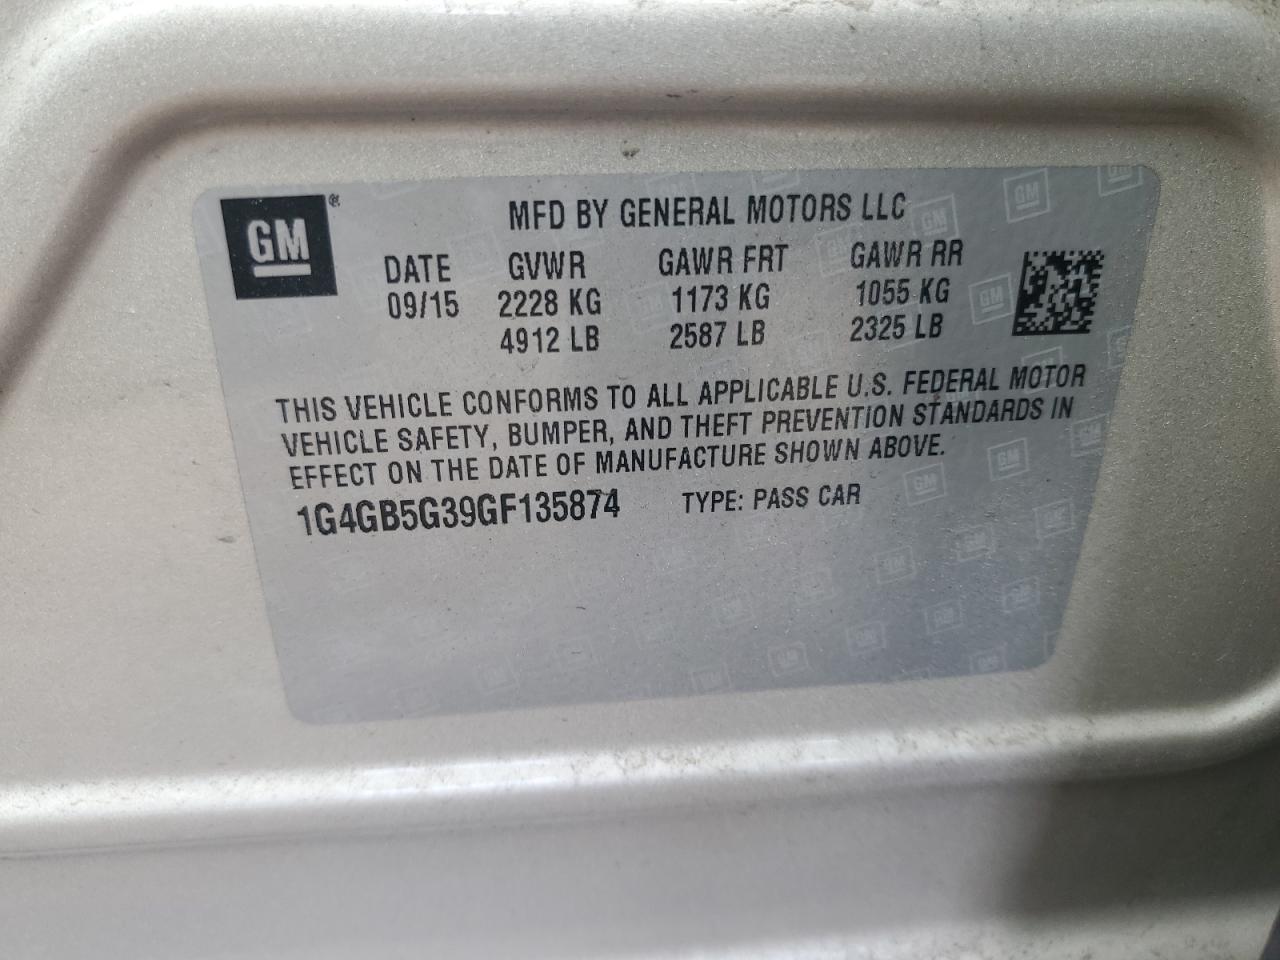 GM ®
MFD BY GENERAL MOTORS LLC
DATE GVWR GAWR FRT GAWR RR
09/15 2228 KG 1173 KG 1055 KG
4912 LB 2587 LB 2325 LB
THIS VEHICLE CONFORMS TO ALL APPLICABLE U.S. FEDERAL MOTOR
VEHICLE SAFETY, BUMPER, AND THEFT PREVENTION STANDARDS IN
EFFECT ON THE DATE OF MANUFACTURE SHOWN ABOVE.
1G4GB5G39GF135874 TYPE: PASS CAR